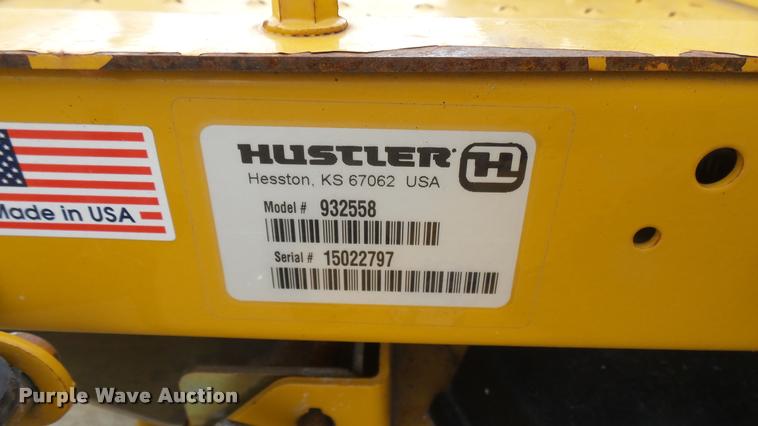 HUSTLER H
Hesston, KS 67062 USA
Model # 932558
Serial # 15022797
Made in USA
Purple Wave Auction